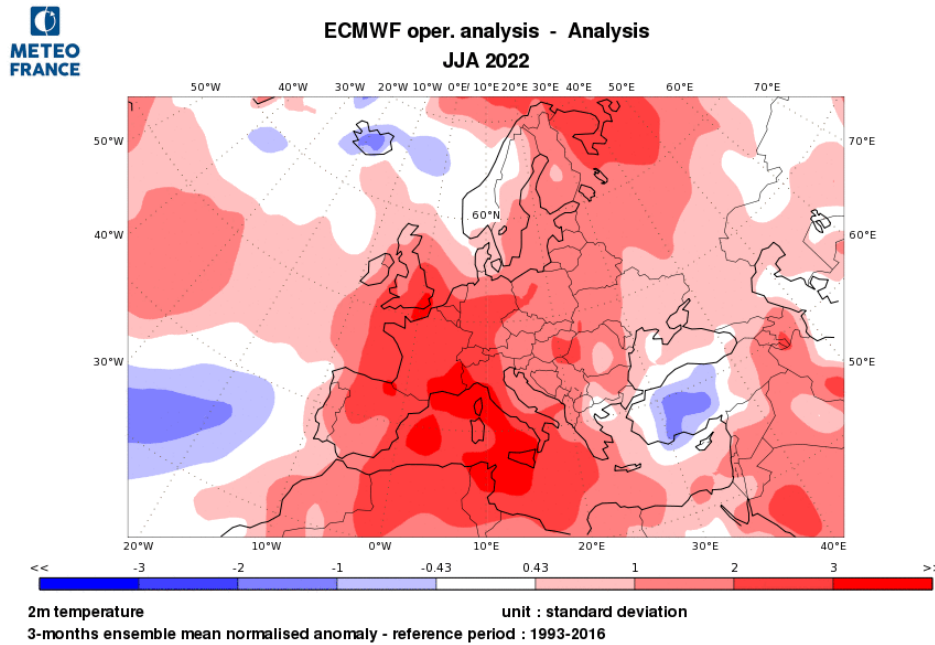 METEO
FRANCE
ECMWF oper. analysis - Analysis
JJA 2022
50°W 40°W 30°W 20°W 10°W 0°E/ 10°E 20°E 30°E 40°E 50°E 60°E 70°E
50°W 70°E
60°N
40°W 60°E
30°W 50°E
20°W 10°W 0°W 10°E 20°E 30°E 40°E
<< -3 -2 -1 -0.43 0.43 1 2 3 >>
2m temperature unit : standard deviation
3-months ensemble mean normalised anomaly - reference period : 1993-2016